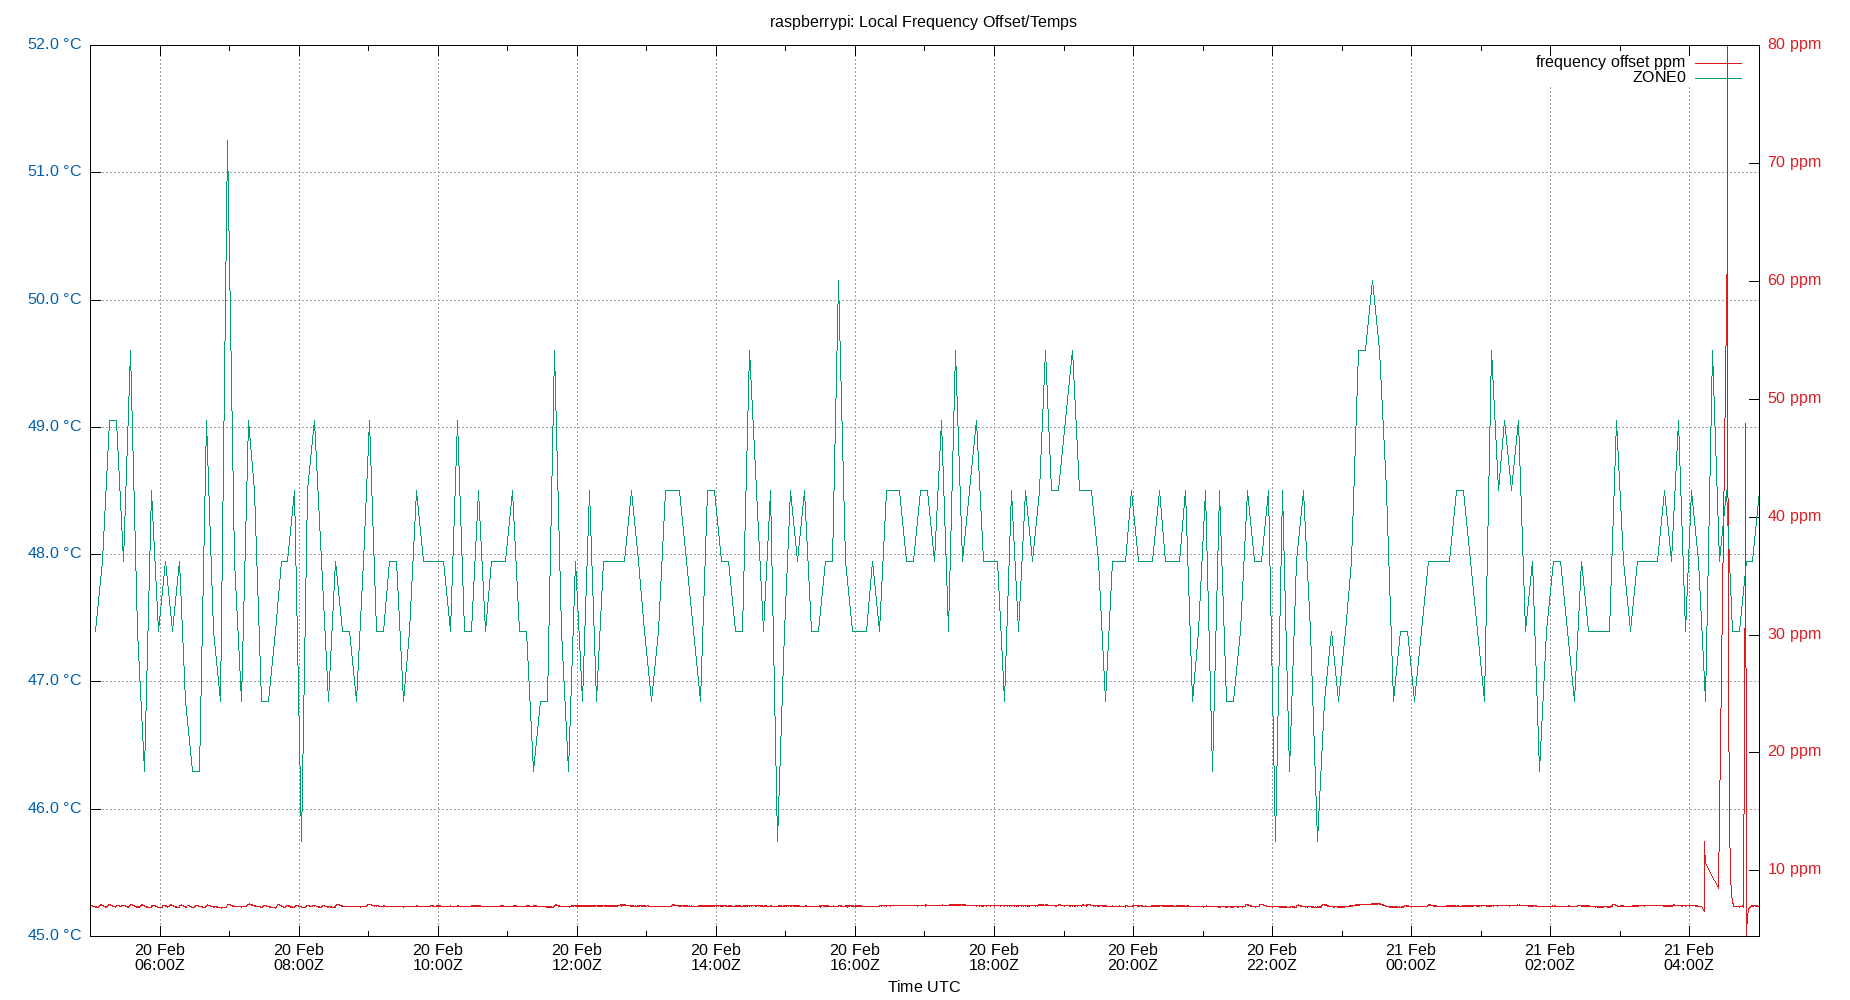 raspberrypi: Local Frequency Offset/Temps
52.0 °C
51.0 °C
50.0 °C
49.0 °C
48.0 °C
47.0 °C
46.0 °C
45.0 °C
frequency offset ppm
ZONE0
80 ppm
70 ppm
60 ppm
50 ppm
40 ppm
30 ppm
20 ppm
10 ppm
20 Feb 20 Feb 20 Feb 20 Feb 20 Feb 20 Feb 20 Feb 20 Feb 20 Feb 21 Feb 21 Feb 21 Feb
06:00Z 08:00Z 10:00Z 12:00Z 14:00Z 16:00Z 18:00Z 20:00Z 22:00Z 00:00Z 02:00Z 04:00Z
Time UTC